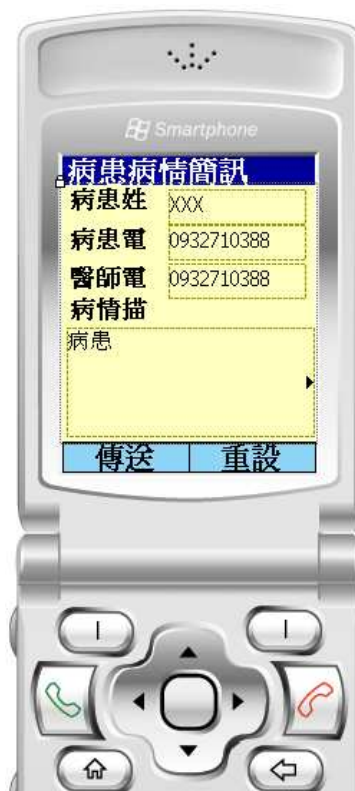 Smartphone
病患病情簡訊
病患姓 XXX
病患電 0932710388
醫師電 0932710388
病情描
病患
傳送 重設